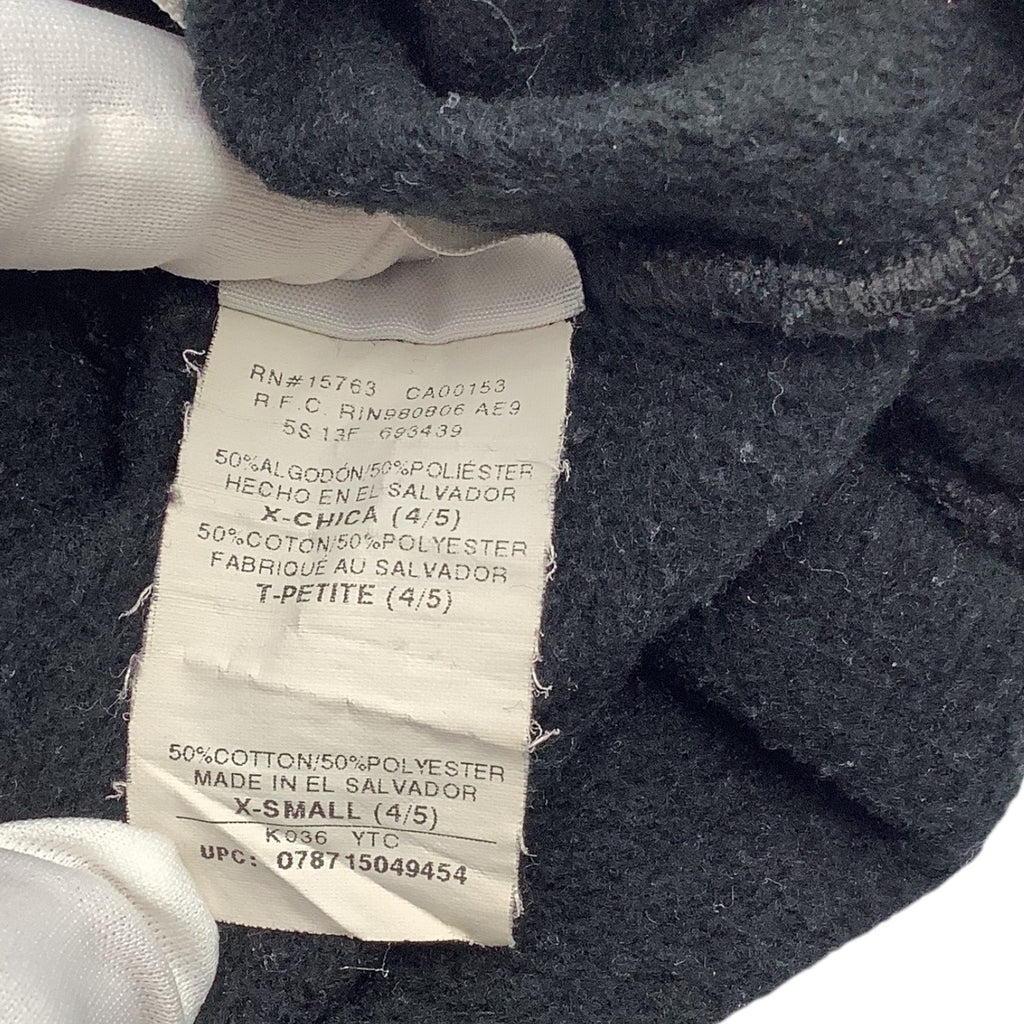 RN#15763 CA00153
R.F.C. RIN980806 AE9
5S 13F 693439
50%ALGODÓN/50%POLIÉSTER
HECHO EN EL SALVADOR
X-CHICA (4/5)
50%COTON/50%POLYESTER
FABRIQUÉ AU SALVADOR
T-PETITE (4/5)
50%COTTON/50%POLYESTER
MADE IN EL SALVADOR
X-SMALL (4/5)
K036 YTC
UPC: 078715049454